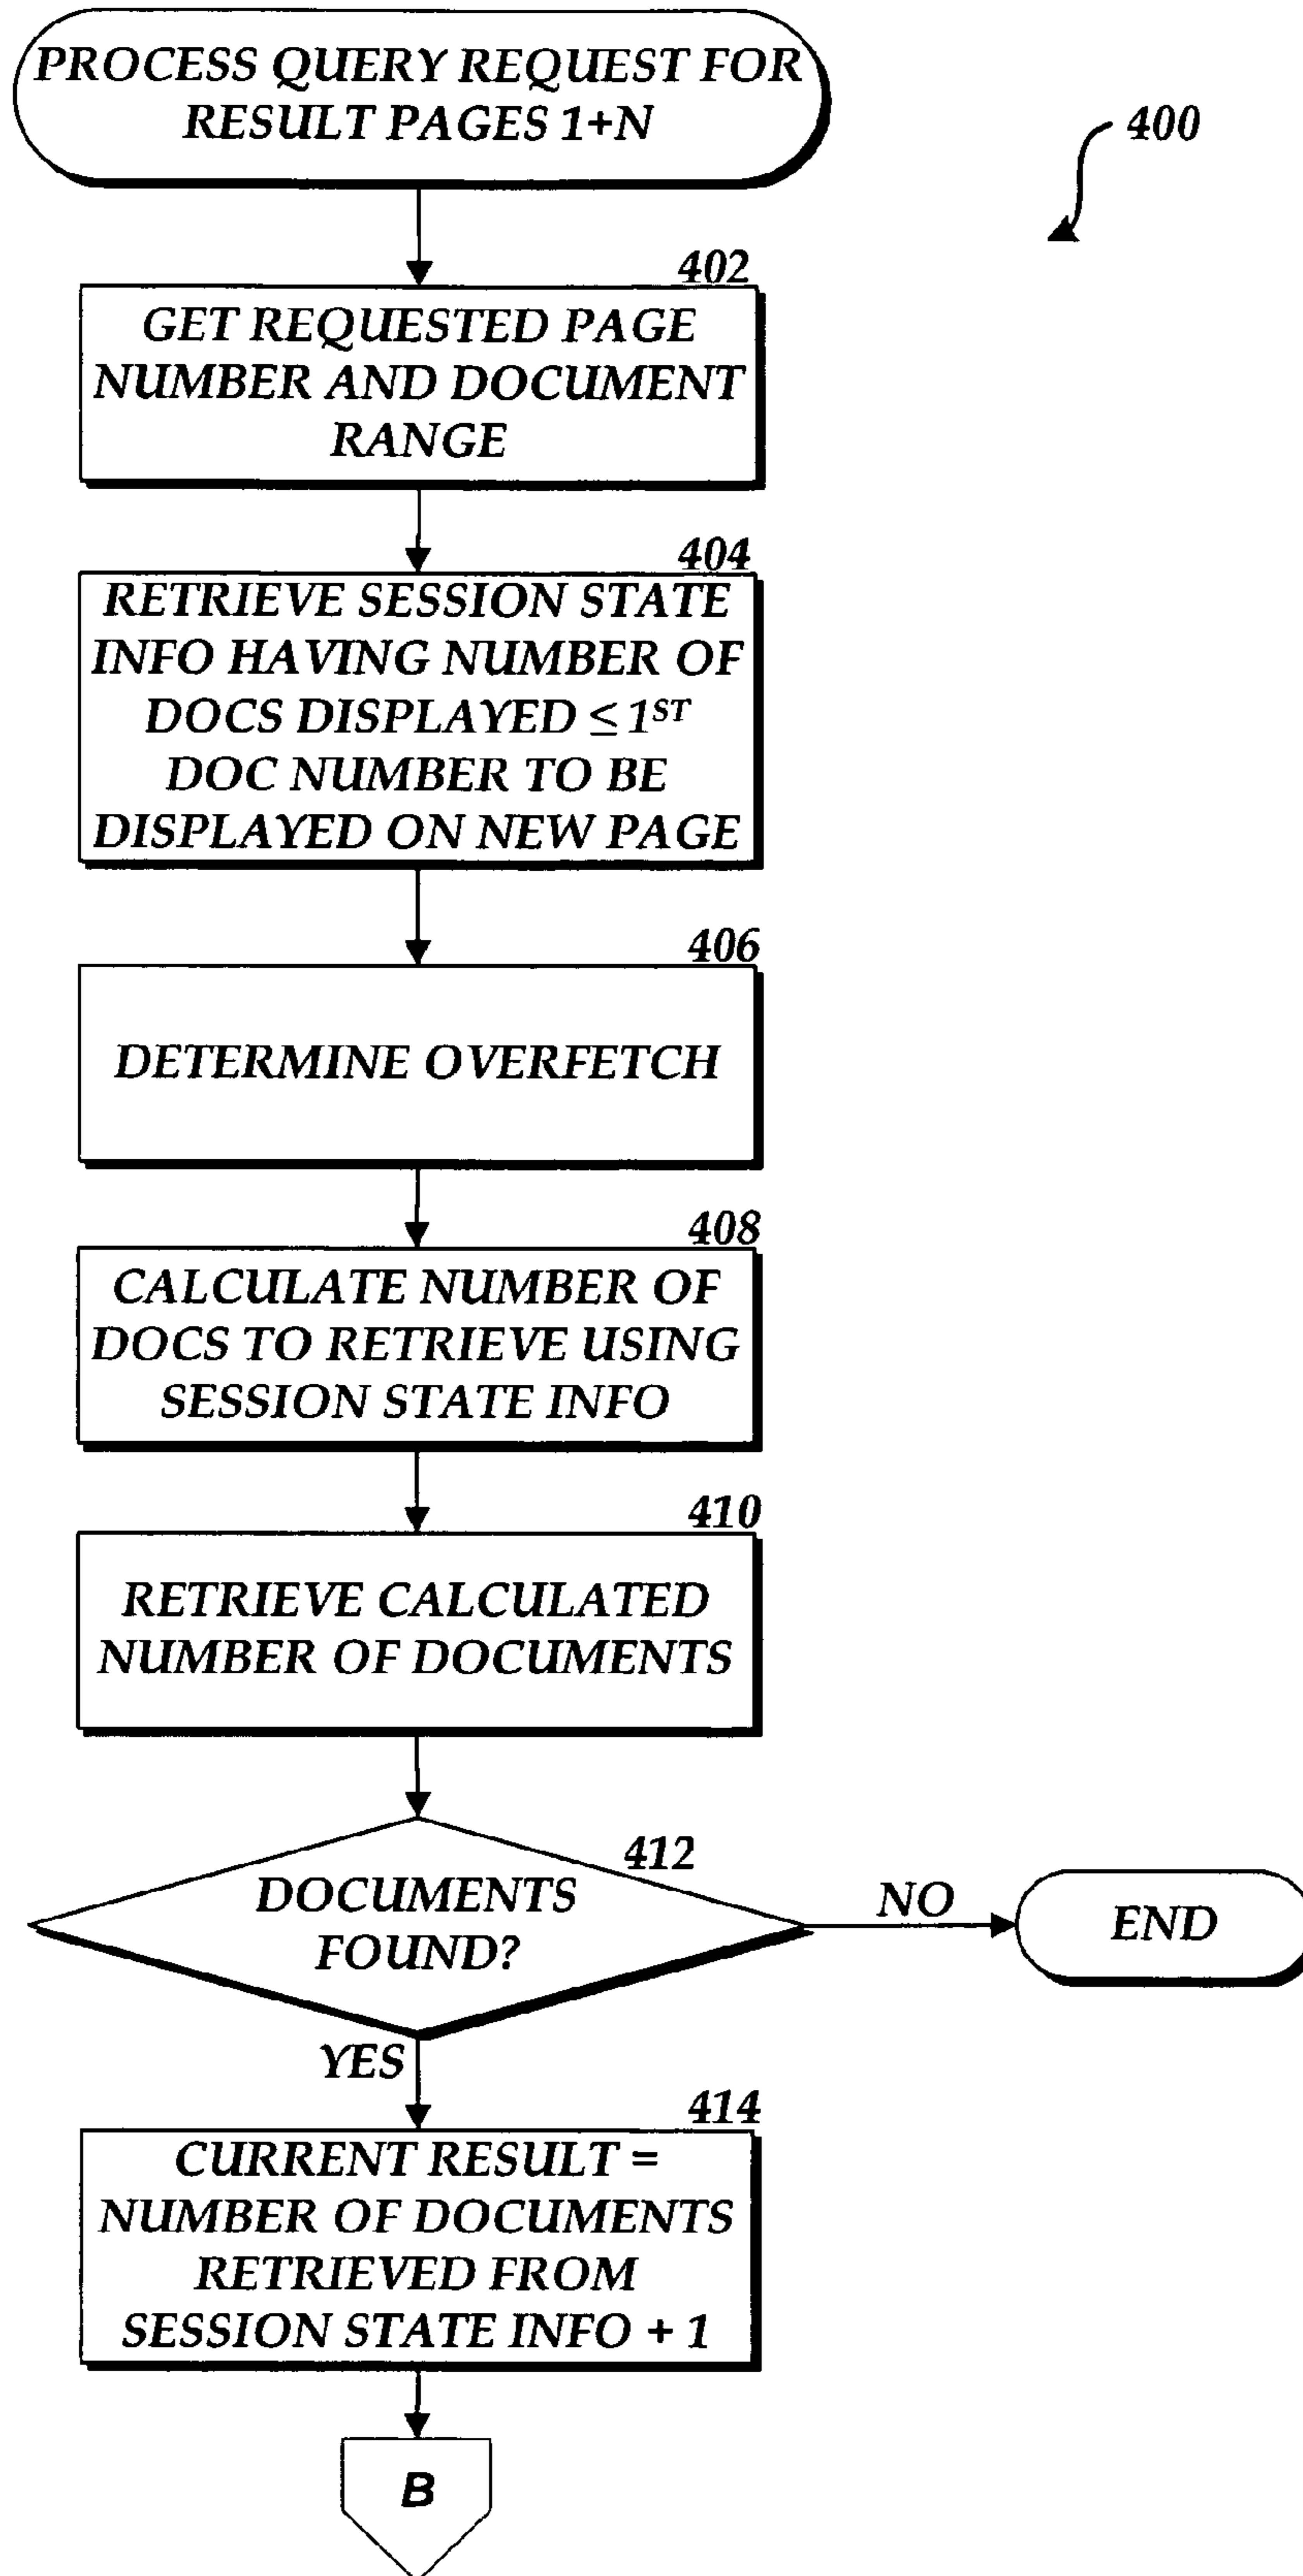 PROCESS QUERY REQUEST FOR
RESULT PAGES 1+N
400
402
GET REQUESTED PAGE
NUMBER AND DOCUMENT
RANGE
404
RETRIEVE SESSION STATE
INFO HAVING NUMBER OF
DOCS DISPLAYED ≤ 1ST
DOC NUMBER TO BE
DISPLAYED ON NEW PAGE
406
DETERMINE OVERFETCH
408
CALCULATE NUMBER OF
DOCS TO RETRIEVE USING
SESSION STATE INFO
410
RETRIEVE CALCULATED
NUMBER OF DOCUMENTS
412
DOCUMENTS
FOUND?
NO
END
YES
414
CURRENT RESULT =
NUMBER OF DOCUMENTS
RETRIEVED FROM
SESSION STATE INFO + 1
B